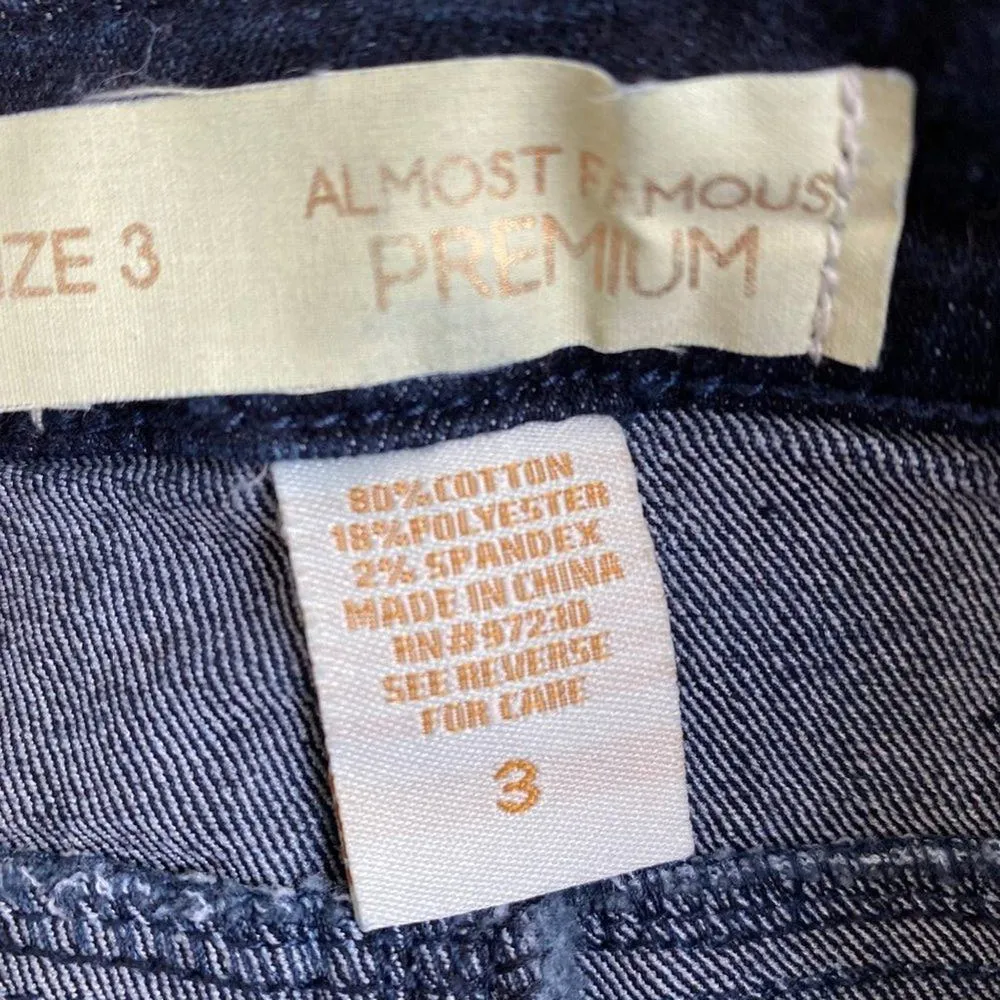 IZE 3
ALMOST FAMOUS
PREMIUM
80% COTTON
18% POLYESTER
2% SPANDEX
MADE IN CHINA
RN#97230
SEE REVERSE
FOR CARE
3